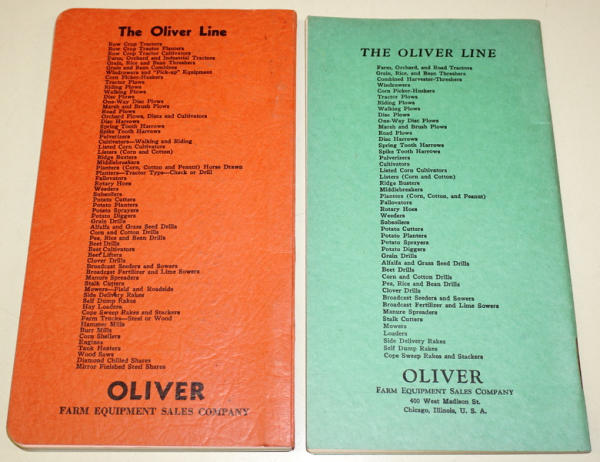 The Oliver Line
Row Crop Tractors
Row Crop Tractor Planters
Row Crop Tractor Cultivators
Farm, Orchard and Industrial Tractors
Grain, Rice and Bean Threshers
Grain and Bean Combines
Windrowers and "Pick-up" Equipment
Corn Picker-Huskers
Tractor Plows
Riding Plows
Walking Plows
Disc Plows
One-Way Disc Plows
Marsh and Brush Plows
Road Plows
Orchard Plows, Discs and Cultivators
Disc Harrows
Spring Tooth Harrows
Spike Tooth Harrows
Pulverizers
Cultivators—Walking and Riding
Listed Corn Cultivators
Listers (Corn and Cotton)
Ridge Busters
Middlebreakers
Planters (Corn, Cotton and Peanut) Horse Drawn
Planters—Tractor Type—Check or Drill
Fallovators
Rotary Hoes
Weeders
Subsoilers
Potato Cutters
Potato Planters
Potato Sprayers
Potato Diggers
Grain Drills
Alfalfa and Grass Seed Drills
Corn and Cotton Drills
Pea, Rice and Bean Drills
Beet Drills
Beet Cultivators
Beet Lifters
Clover Drills
Broadcast Seeders and Sowers
Broadcast Fertilizer and Lime Sowers
Manure Spreaders
Stalk Cutters
Mowers—Field and Roadside
Side Delivery Rakes
Self Dump Rakes
Hay Loaders
Cope Sweep Rakes and Stackers
Farm Trucks—Steel or Wood
Hammer Mills
Burr Mills
Corn Shellers
Engines
Tank Heaters
Wood Saws
Diamond Chilled Shares
Mirror Finished Steel Shares
OLIVER
FARM EQUIPMENT SALES COMPANY
THE OLIVER LINE
Farm, Orchard, and Road Tractors
Grain, Rice, and Bean Threshers
Combined Harvester-Threshers
Windrowers
Corn Picker-Huskers
Tractor Plows
Riding Plows
Walking Plows
Disc Plows
One-Way Disc Plows
Marsh and Brush Plows
Road Plows
Disc Harrows
Spring Tooth Harrows
Spike Tooth Harrows
Pulverizers
Cultivators
Listed Corn Cultivators
Listers (Corn and Cotton)
Ridge Busters
Middlebreakers
Planters (Corn, Cotton, and Peanut)
Fallovators
Rotary Hoes
Weeders
Subsoilers
Potato Cutters
Potato Planters
Potato Sprayers
Potato Diggers
Grain Drills
Alfalfa and Grass Seed Drills
Beet Drills
Corn and Cotton Drills
Pea, Rice and Bean Drills
Clover Drills
Broadcast Seeders and Sowers
Broadcast Fertilizer and Lime Sowers
Manure Spreaders
Stalk Cutters
Mowers
Loaders
Side Delivery Rakes
Self Dump Rakes
Cope Sweep Rakes and Stackers
OLIVER
FARM EQUIPMENT SALES COMPANY
400 West Madison St.
Chicago, Illinois, U. S. A.